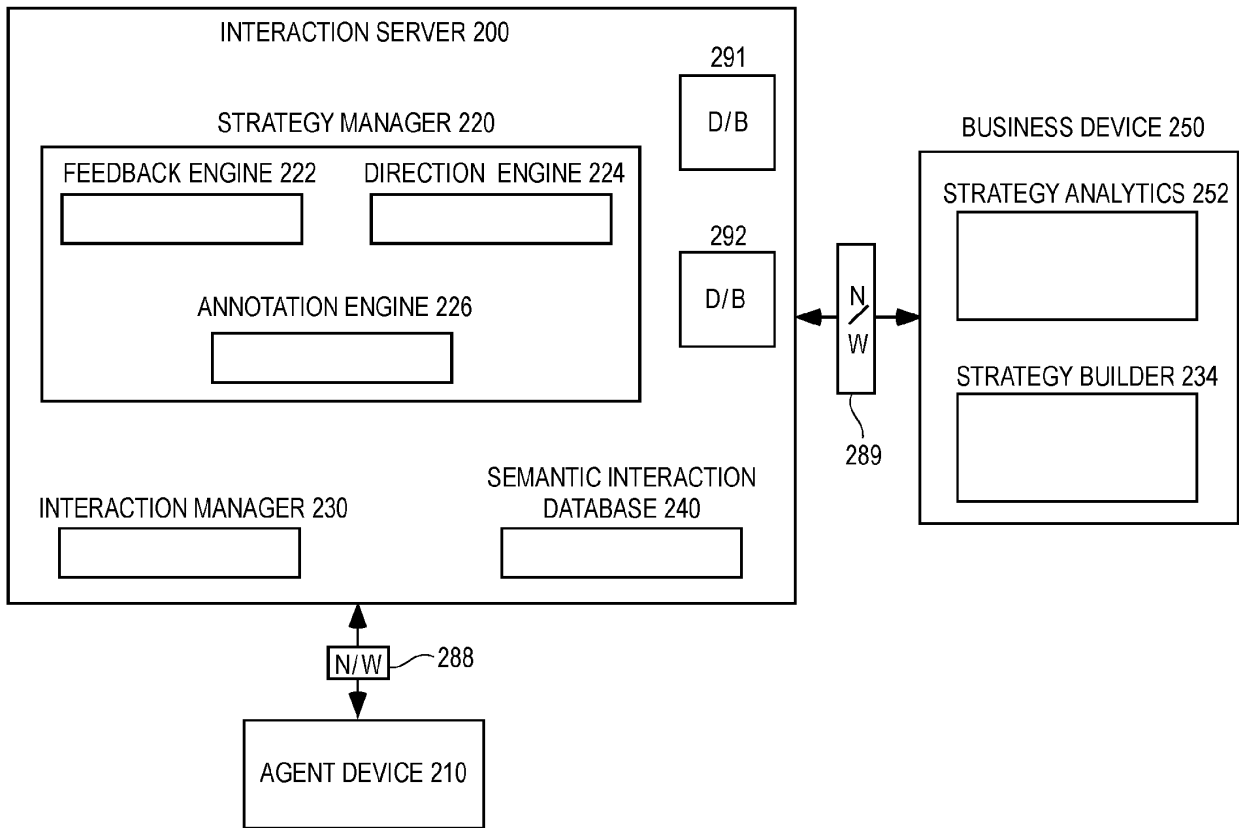 INTERACTION SERVER 200
291
D/B
STRATEGY MANAGER 220
FEEDBACK ENGINE 222
DIRECTION ENGINE 224
292
D/B
ANNOTATION ENGINE 226
INTERACTION MANAGER 230
SEMANTIC INTERACTION
DATABASE 240
N/W
289
BUSINESS DEVICE 250
STRATEGY ANALYTICS 252
STRATEGY BUILDER 234
N/W
288
AGENT DEVICE 210